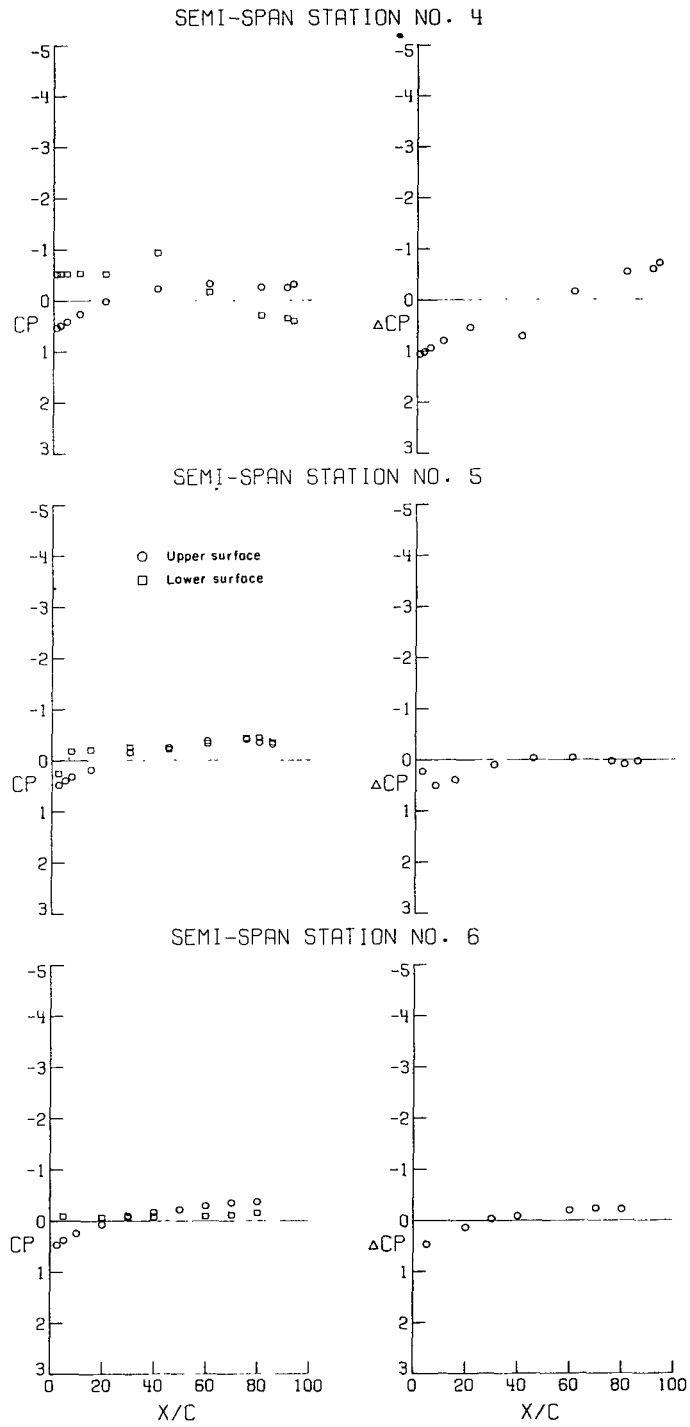 SEMI-SPAN STATION NO. 4
-5 -5
-4 -4
-3 -3
-2 -2
-1 -1
0 0
CP ΔCP
1 1
2 2
3 3
SEMI-SPAN STATION NO. 5
-5 -5
-4 -4
Upper surface
Lower surface
-3 -3
-2 -2
-1 -1
0 0
CP ΔCP
1 1
2 2
3 3
SEMI-SPAN STATION NO. 6
-5 -5
-4 -4
-3 -3
-2 -2
-1 -1
0 0
CP ΔCP
1 1
2 2
3 3
0 20 40 60 80 100 0 20 40 60 80 100
X/C X/C